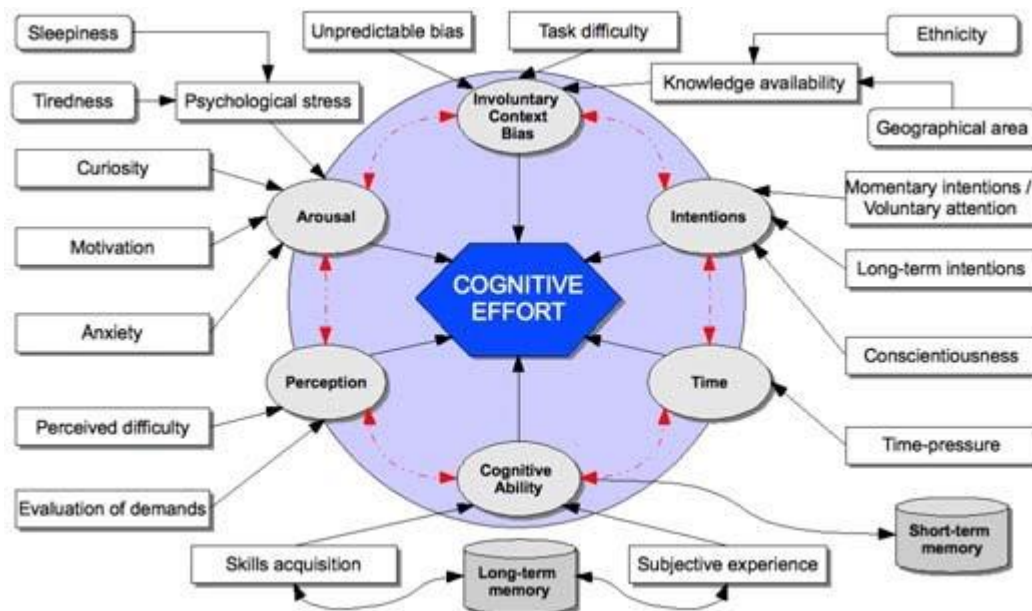 Sleepiness
Unpredictable bias
Task difficulty
Ethnicity
Tiredness
Psychological stress
Involuntary
Context
Bias
Knowledge availability
Geographical area
Curiosity
Arousal
Intentions
Momentary intentions /
Voluntary attention
Motivation
COGNITIVE
EFFORT
Long-term intentions
Anxiety
Conscientiousness
Perception
Time
Perceived difficulty
Time-pressure
Cognitive
Ability
Evaluation of demands
Short-term
memory
Skills acquisition
Long-term
memory
Subjective experience